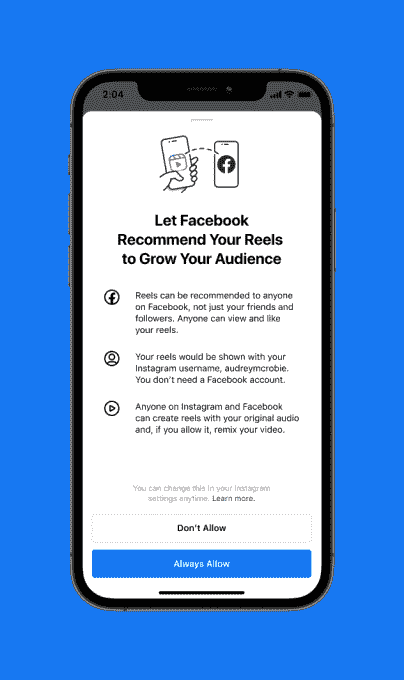 2:04
Let Facebook
Recommend Your Reels
to Grow Your Audience
Reels can be recommended to anyone
on Facebook, not just your friends and
followers. Anyone can view and like
your reels.
Your reels would be shown with your
Instagram username, audreymcrobie.
You don't need a Facebook account.
Anyone on Instagram and Facebook
can create reels with your original audio
and, if you allow it, remix your video.
You can change this in your Instagram
settings anytime. Learn more.
Don't Allow
Always Allow